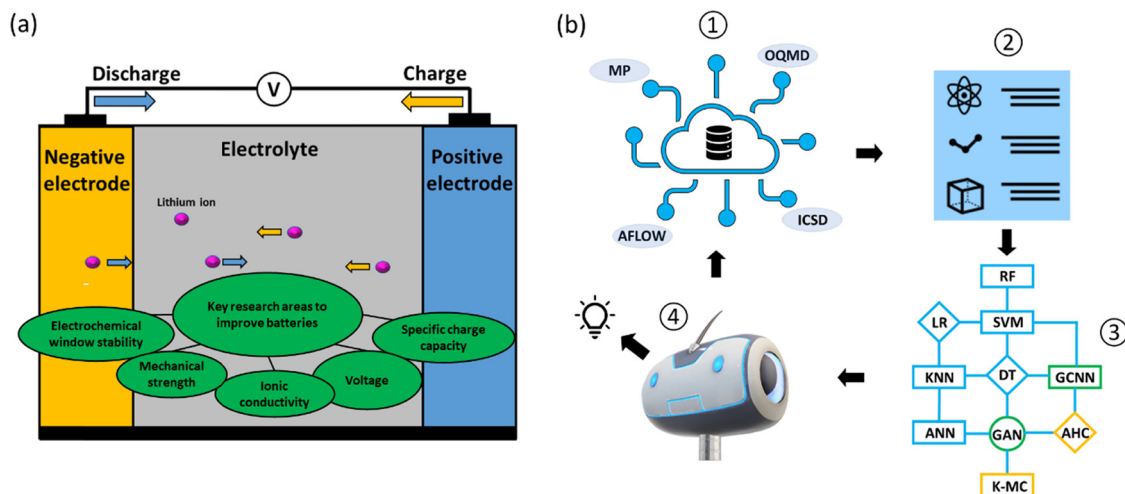 (a)
Discharge
V
Charge
Negative
electrode
Electrolyte
Positive
electrode
Lithium ion
Key research areas to
improve batteries
Electrochemical
window stability
Specific charge
capacity
Mechanical
strength
Ionic
conductivity
Voltage
(b)
1
MP
OQMD
AFLOW
ICSD
2
3
RF
LR
SVM
KNN
DT
GCNN
ANN
GAN
AHC
K-MC
4